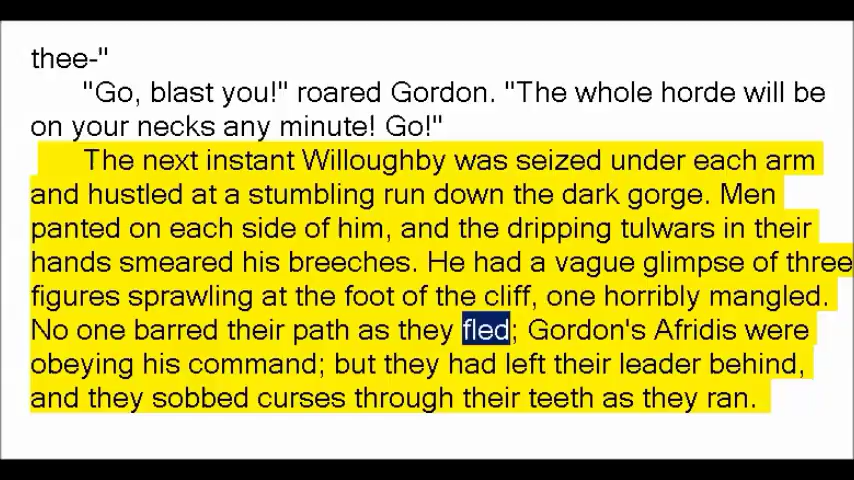 thee-"
"Go, blast you!" roared Gordon. "The whole horde will be
on your necks any minute! Go!"
The next instant Willoughby was seized under each arm
and hustled at a stumbling run down the dark gorge. Men
panted on each side of him, and the dripping tulwars in their
hands smeared his breeches. He had a vague glimpse of three
figures sprawling at the foot of the cliff, one horribly mangled.
No one barred their path as they fled; Gordon's Afridis were
obeying his command; but they had left their leader behind,
and they sobbed curses through their teeth as they ran.